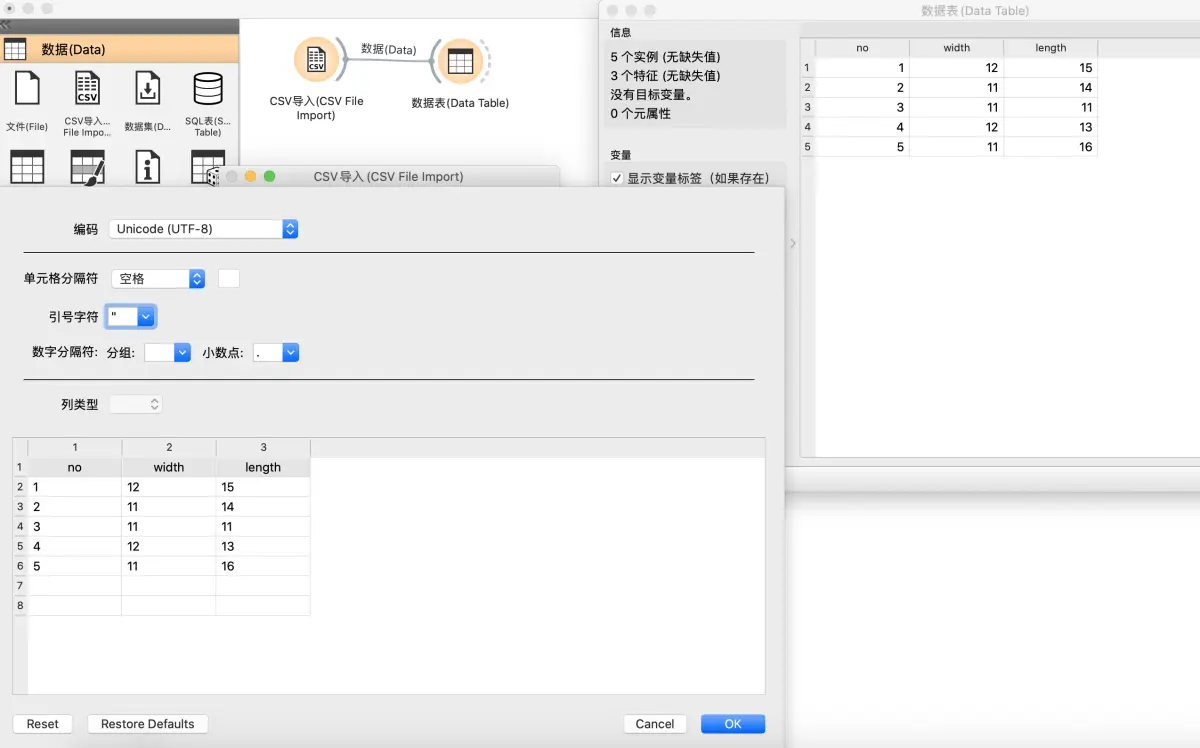 数据(Data)
文件(File)
CSV导入...
File Impo...
数据集(D...
SQL表(S...
Table)
数据(Data)
CSV导入(CSV File
Import)
数据表(Data Table)
数据表(Data Table)
信息
5 个实例 (无缺失值)
3 个特征 (无缺失值)
没有目标变量。
0 个元属性
变量
显示变量标签（如果存在）
no width length
1 1 12 15
2 2 11 14
3 3 11 11
4 4 12 13
5 5 11 16
CSV导入(CSV File Import)
编码 Unicode (UTF-8)
单元格分隔符 空格
引号字符 "
数字分隔符: 分组: 小数点: .
列类型
1 2 3
1 no width length
2 1 12 15
3 2 11 14
4 3 11 11
5 4 12 13
6 5 11 16
7
8
Reset Restore Defaults Cancel OK